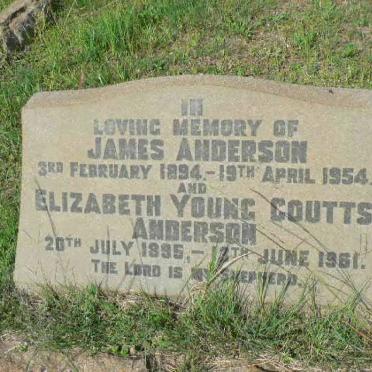 IN
LOVING MEMORY OF
JAMES ANDERSON
3RD FEBRUARY 1894-19TH APRIL 1954.
AND
ELIZABETH YOUNG COUTTS
ANDERSON
20TH JULY 1895.- 7TH JUNE 1961.
THE LORD IS MY SHEPHERD.